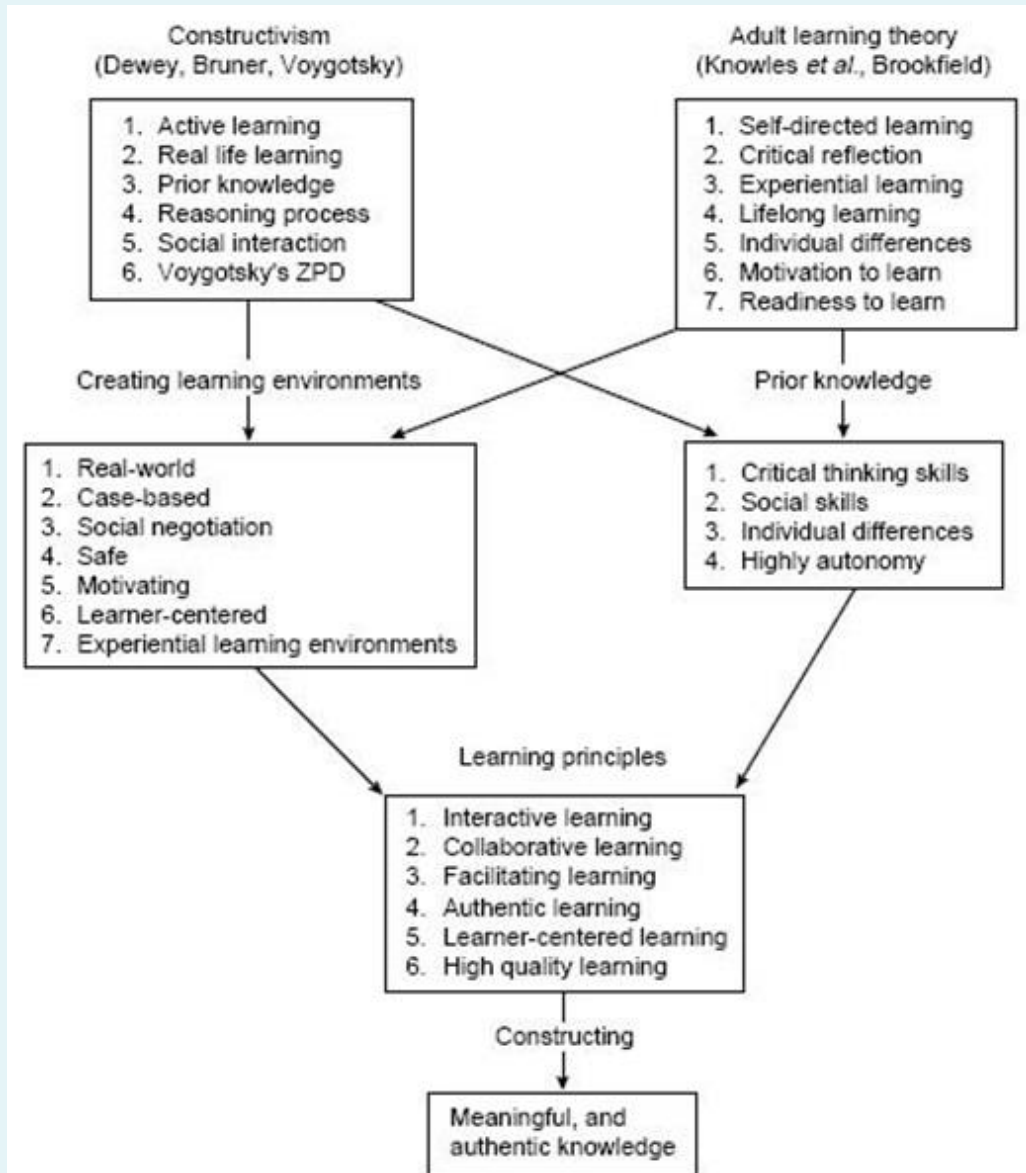 Constructivism
(Dewey, Bruner, Voygotsky)
1. Active learning
2. Real life learning
3. Prior knowledge
4. Reasoning process
5. Social interaction
6. Voygotsky's ZPD
Adult learning theory
(Knowles et al., Brookfield)
1. Self-directed learning
2. Critical reflection
3. Experiential learning
4. Lifelong learning
5. Individual differences
6. Motivation to learn
7. Readiness to learn
Creating learning environments
Prior knowledge
1. Real-world
2. Case-based
3. Social negotiation
4. Safe
5. Motivating
6. Learner-centered
7. Experiential learning environments
1. Critical thinking skills
2. Social skills
3. Individual differences
4. Highly autonomy
Learning principles
1. Interactive learning
2. Collaborative learning
3. Facilitating learning
4. Authentic learning
5. Learner-centered learning
6. High quality learning
Constructing
Meaningful, and
authentic knowledge